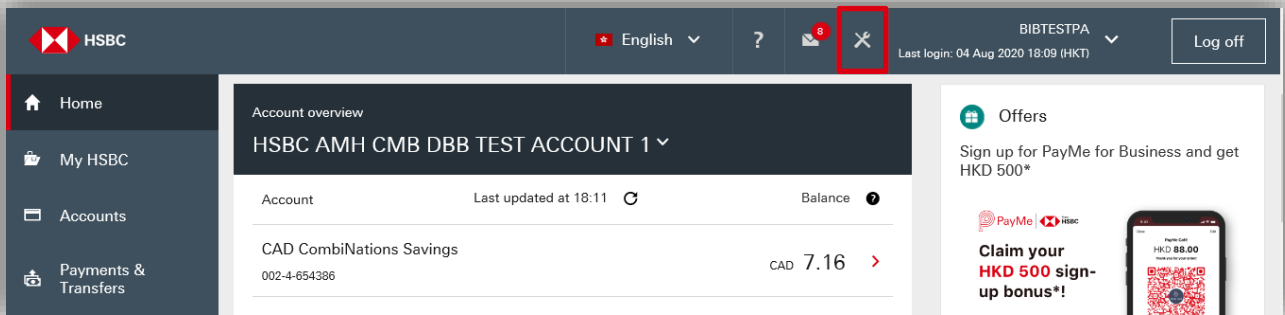 HSBC
English
?
8
BIBTESTPA
Last login: 04 Aug 2020 18:09 (HKT)
Log off
Home
My HSBC
Accounts
Payments &
Transfers
Account overview
HSBC AMH CMB DBB TEST ACCOUNT 1
Account
Last updated at 18:11
Balance
?
CAD CombiNations Savings
002-4-654386
CAD 7.16
Offers
Sign up for PayMe for Business and get
HKD 500*
PayMe
HSBC
Claim your
HKD 500 sign-
up bonus*!
HKD 88.00